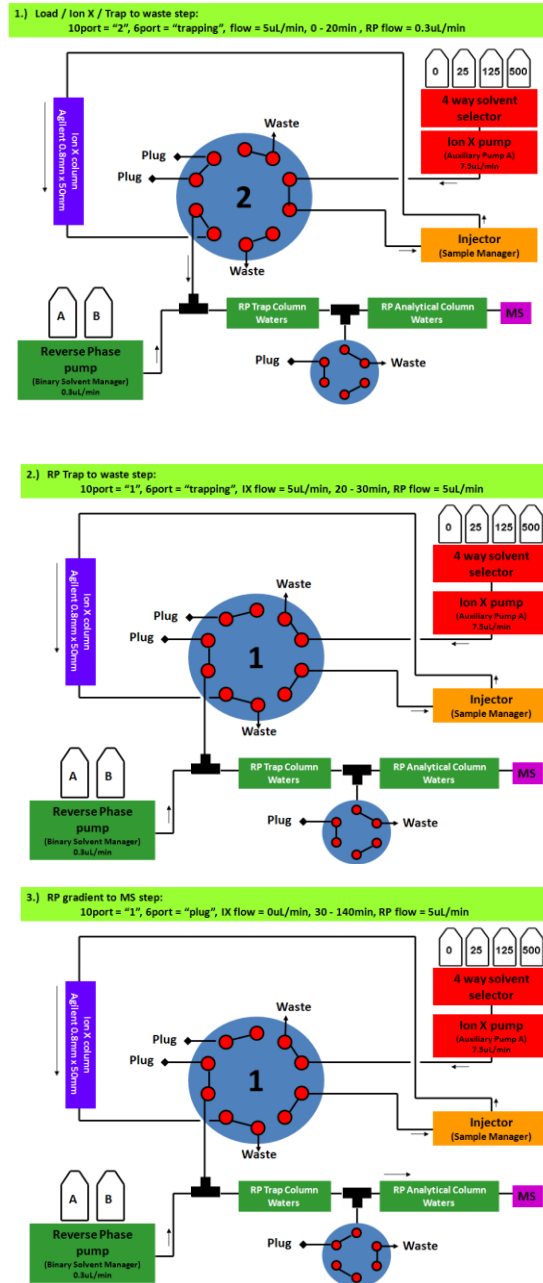 1.) Load / Ion X / Trap to waste step:
10port = “2”, 6port = “trapping”, flow = 5uL/min, 0 - 20min , RP flow = 0.3uL/min
0 25 125 500
4 way solvent
selector
Ion X pump
(Auxiliary Pump A)
7.5uL/min
Ion X column
Agilent 0.8mm x 50mm
Waste
Plug
Plug
2
Injector
(Sample Manager)
Waste
A B
RP Trap Column
Waters
RP Analytical Column
Waters
MS
Reverse Phase
pump
(Binary Solvent Manager)
0.3uL/min
Plug
Waste
2.) RP Trap to waste step:
10port = “1”, 6port = “trapping”, IX flow = 5uL/min, 20 - 30min, RP flow = 5uL/min
0 25 125 500
4 way solvent
selector
Ion X pump
(Auxiliary Pump A)
7.5uL/min
Ion X column
Agilent 0.8mm x 50mm
Waste
Plug
Plug
1
Injector
(Sample Manager)
Waste
A B
RP Trap Column
Waters
RP Analytical Column
Waters
MS
Reverse Phase
pump
(Binary Solvent Manager)
0.3uL/min
Plug
Waste
3.) RP gradient to MS step:
10port = “1”, 6port = “plug”, IX flow = 0uL/min, 30 - 140min, RP flow = 5uL/min
0 25 125 500
4 way solvent
selector
Ion X pump
(Auxiliary Pump A)
7.5uL/min
Ion X column
Agilent 0.8mm x 50mm
Waste
Plug
Plug
1
Injector
(Sample Manager)
Waste
A B
RP Trap Column
Waters
RP Analytical Column
Waters
MS
Reverse Phase
pump
(Binary Solvent Manager)
0.3uL/min
Plug
Waste